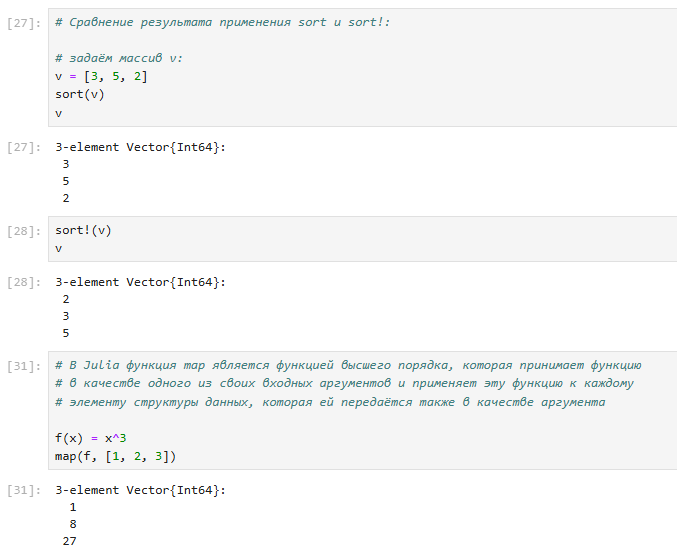 [27]:
# Сравнение результата применения sort и sort!:
# задаём массив v:
v = [3, 5, 2]
sort(v)
v
[27]:
3-element Vector{Int64}:
3
5
2
[28]:
sort!(v)
v
[28]:
3-element Vector{Int64}:
2
3
5
[31]:
# В Julia функция map является функцией высшего порядка, которая принимает функцию
# в качестве одного из своих входных аргументов и применяет эту функцию к каждому
# элементу структуры данных, которая ей передаётся также в качестве аргумента
f(x) = x^3
map(f, [1, 2, 3])
[31]:
3-element Vector{Int64}:
1
8
27